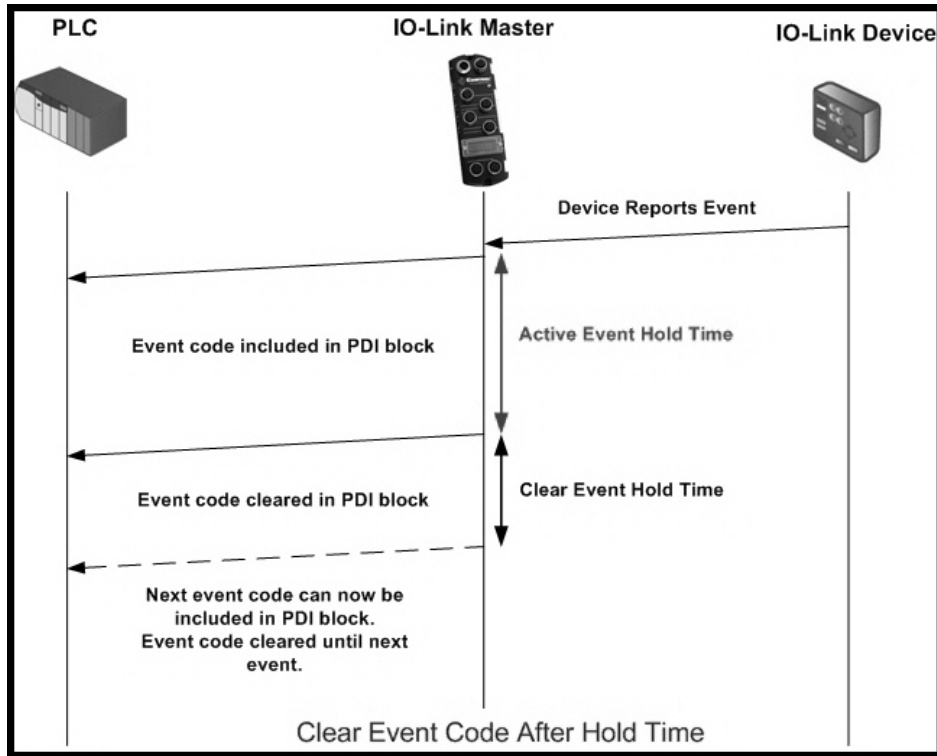 PLC
IO-Link Master
IO-Link Device
Device Reports Event
Event code included in PDI block
Active Event Hold Time
Event code cleared in PDI block
Clear Event Hold Time
Next event code can now be
included in PDI block.
Event code cleared until next
event.
Clear Event Code After Hold Time